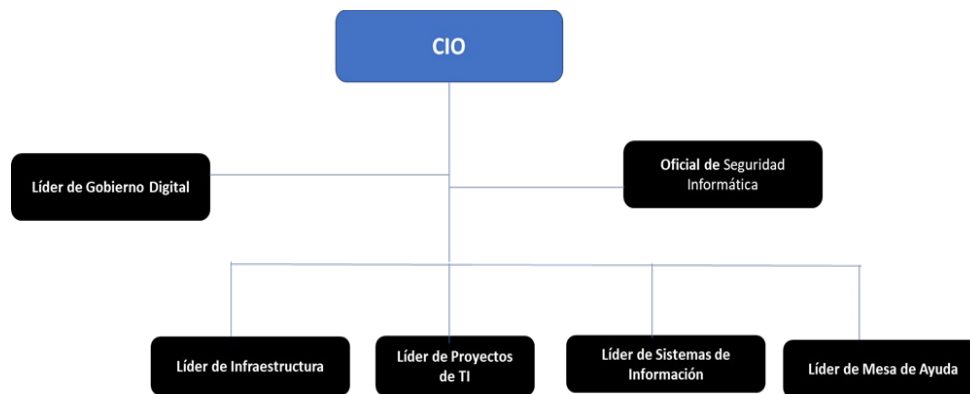 CIO
Líder de Gobierno Digital
Oficial de Seguridad
Informática
Líder de Infraestructura
Líder de Proyectos
de TI
Líder de Sistemas de
Información
Líder de Mesa de Ayuda